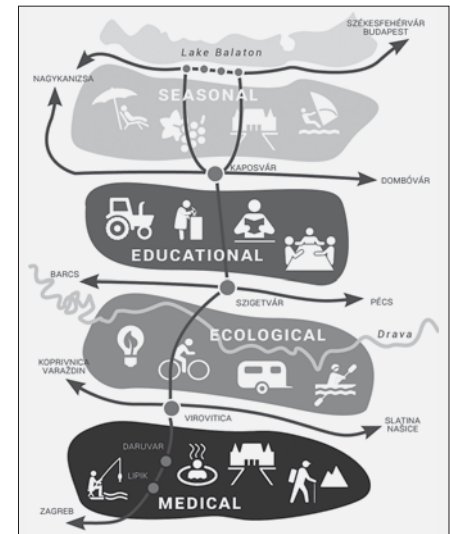 SZÉKESFEHÉRVÁR
BUDAPEST
Lake Balaton
NAGYKANIZSA
SEASONAL
KAPOSVÁR
DOMBÓVÁR
EDUCATIONAL
BARCS
SZIGETVÁR
PÉCS
ECOLOGICAL
Drava
KOPRIVNICA
VARAŽDIN
VIROVITICA
SLATINA
NAŠICE
DARUVAR
LIPIK
MEDICAL
ZAGREB